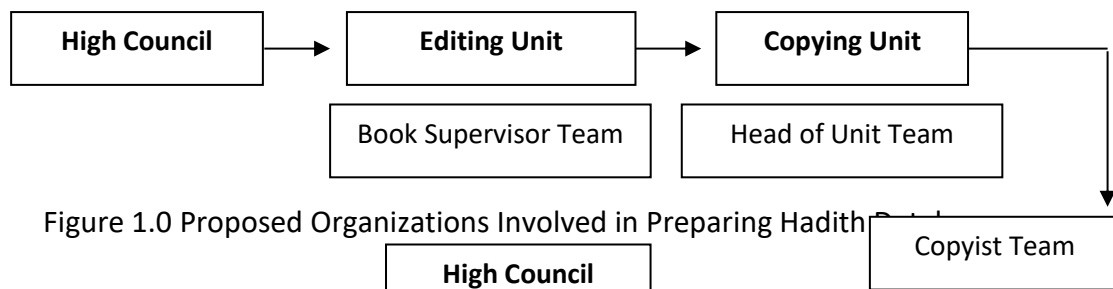 High Council
Editing Unit
Copying Unit
Book Supervisor Team
Head of Unit Team
Figure 1.0 Proposed Organizations Involved in Preparing Hadith
Copyist Team
High Council